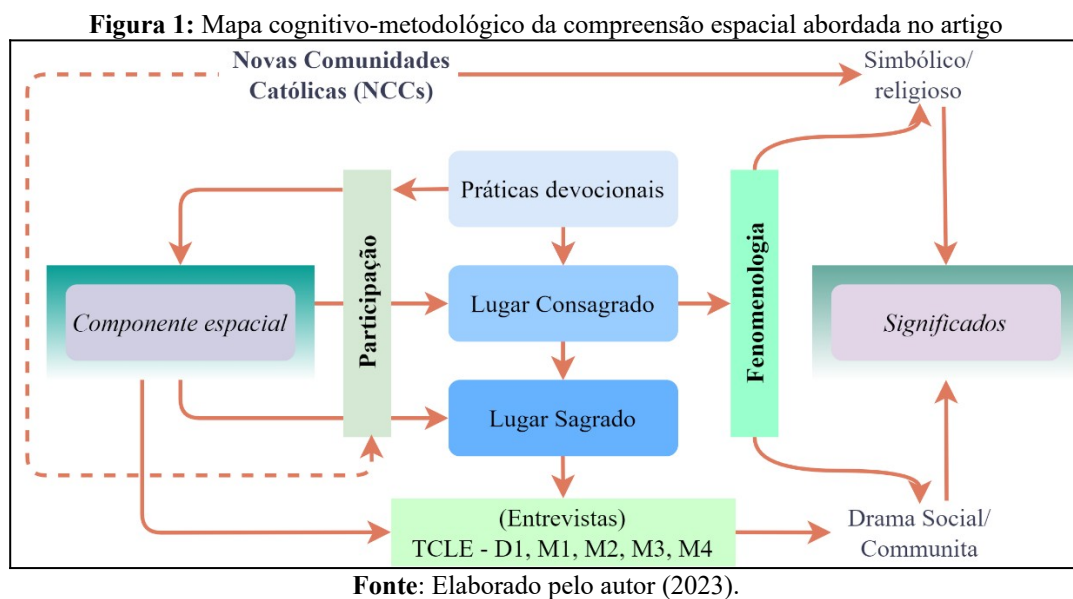 Figura 1: Mapa cognitivo-metodológico da compreensão espacial abordada no artigo
Novas Comunidades
Católicas (NCCs)
Simbólico/
religioso
Práticas devocionais
Participação
Componente espacial
Lugar Consagrado
Fenomenologia
Significados
Lugar Sagrado
(Entrevistas)
TCLE - D1, M1, M2, M3, M4
Drama Social/
Communita
Fonte: Elaborado pelo autor (2023).